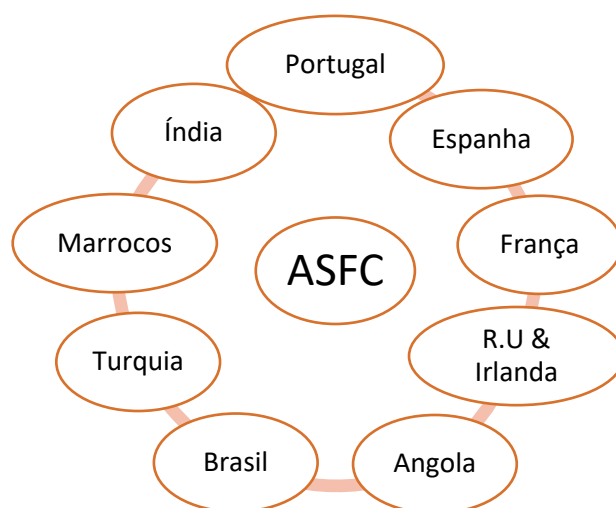 Portugal
Espanha
França
R.U &
Irlanda
Angola
Brasil
Turquia
Marrocos
Índia
ASFC